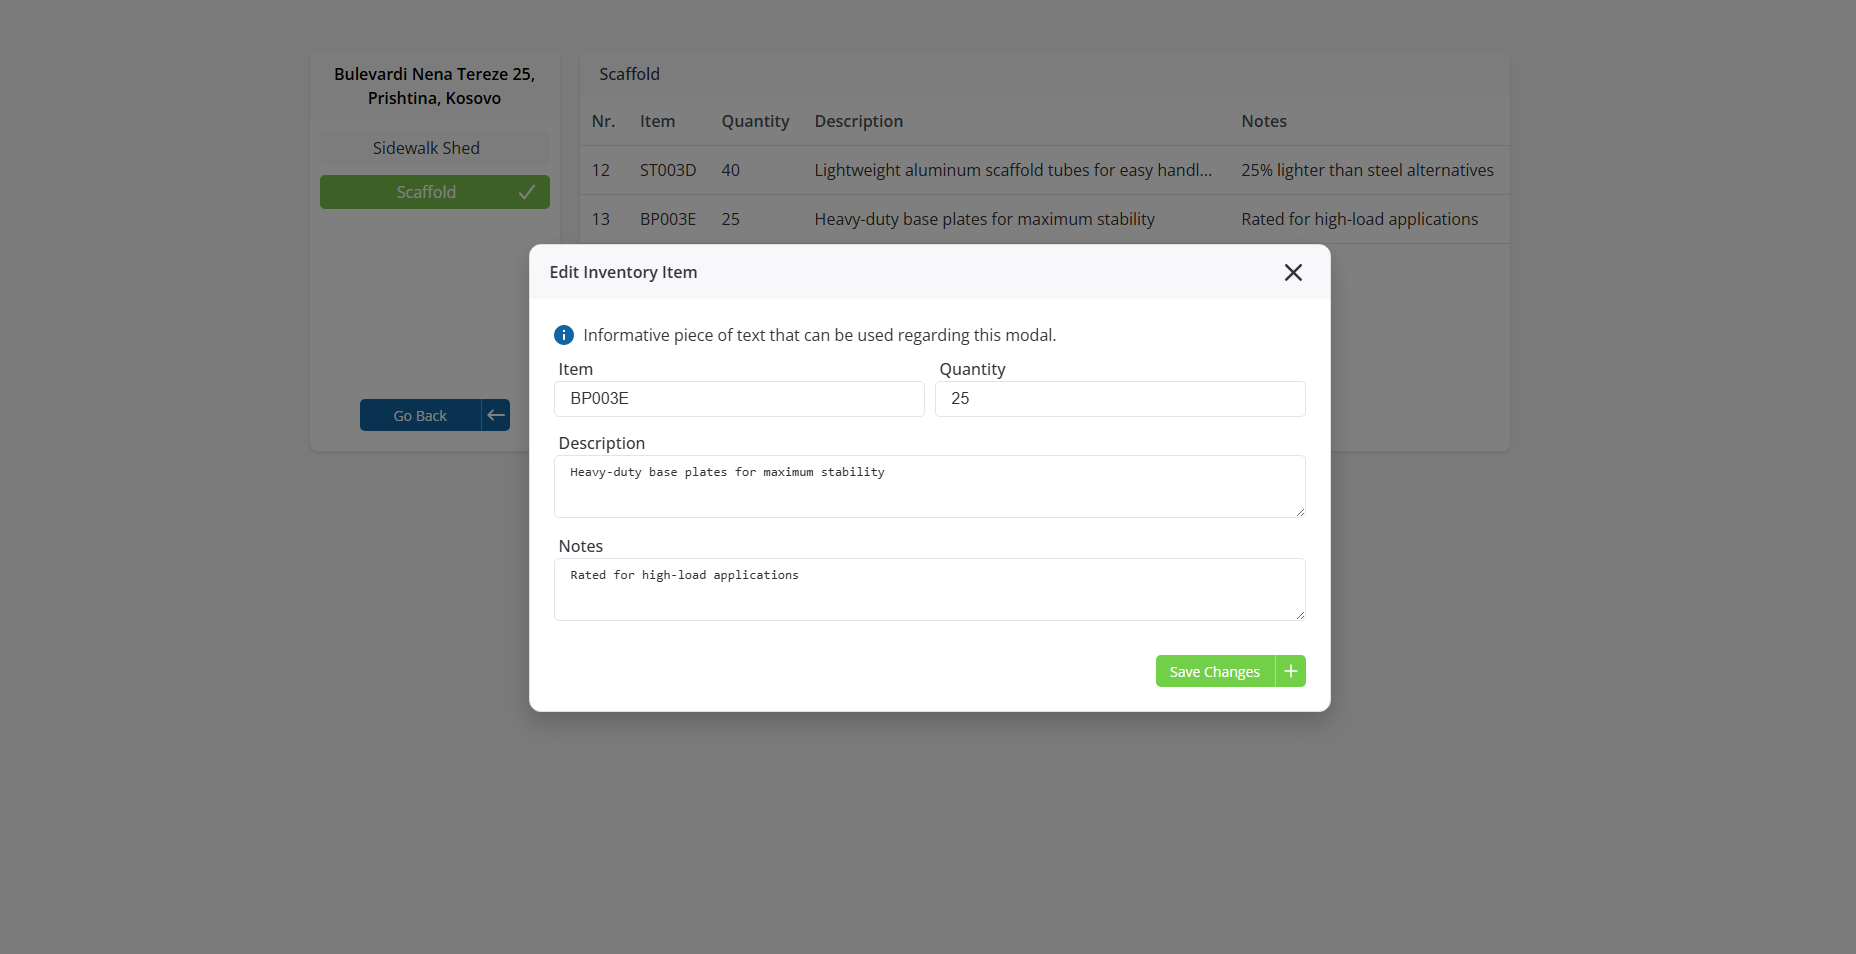 Bulevardi Nena Tereze 25,
Prishtina, Kosovo
Sidewalk Shed
Scaffold
Go Back
Scaffold
Nr. Item Quantity Description Notes
12 ST003D 40 Lightweight aluminum scaffold tubes for easy handl... 25% lighter than steel alternatives
13 BP003E 25 Heavy-duty base plates for maximum stability Rated for high-load applications
Edit Inventory Item
Informative piece of text that can be used regarding this modal.
Item Quantity
BP003E 25
Description
Heavy-duty base plates for maximum stability
Notes
Rated for high-load applications
Save Changes